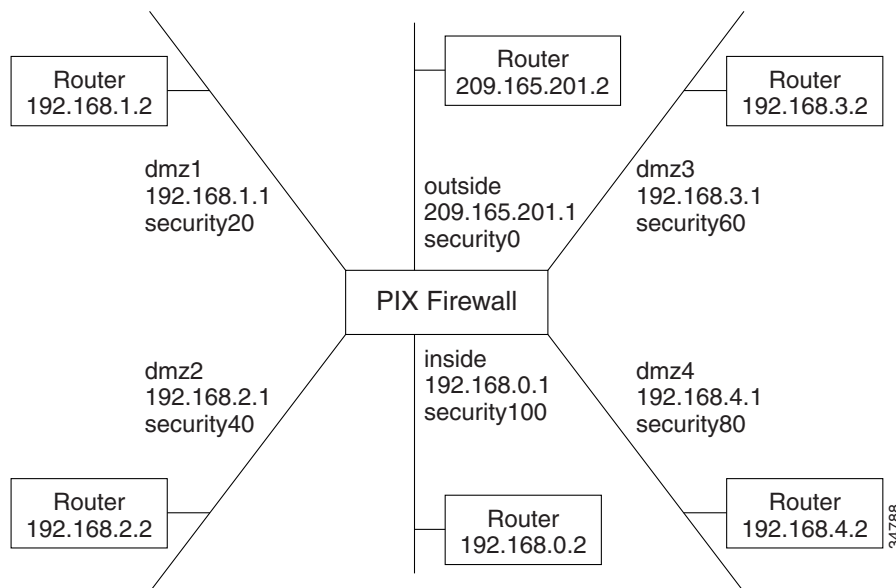 Router
192.168.1.2
Router
209.165.201.2
Router
192.168.3.2
dmz1
192.168.1.1
security20
outside
209.165.201.1
security0
dmz3
192.168.3.1
security60
PIX Firewall
dmz2
192.168.2.1
security40
inside
192.168.0.1
security100
dmz4
192.168.4.1
security80
Router
192.168.2.2
Router
192.168.0.2
Router
192.168.4.2
34788